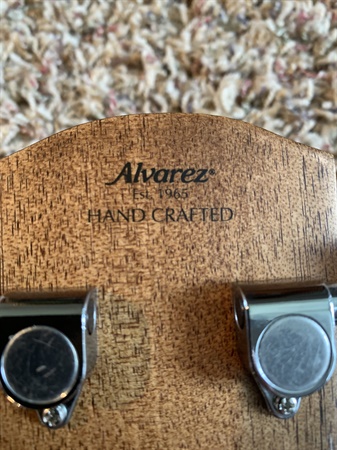 Alvarez®
Est. 1965
HAND CRAFTED